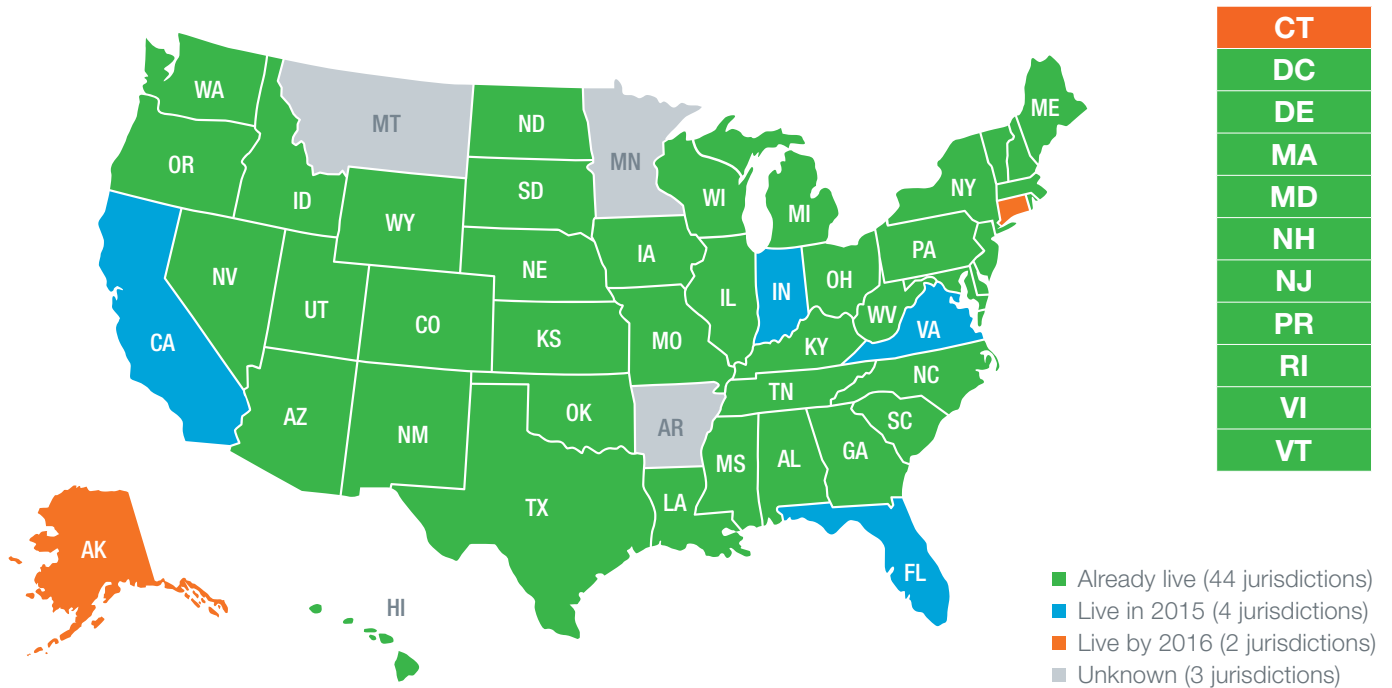 WA
MT
ND
MN
OR
ID
SD
WI
MI
NY
ME
WY
IA
PA
NV
NE
IL
IN
OH
UT
CO
KS
MO
WV
VA
CA
KY
AZ
NM
OK
AR
TN
NC
SC
MS
AL
GA
TX
LA
FL
AK
HI
CT
DC
DE
MA
MD
NH
NJ
PR
RI
VI
VT
Already live (44 jurisdictions)
Live in 2015 (4 jurisdictions)
Live by 2016 (2 jurisdictions)
Unknown (3 jurisdictions)